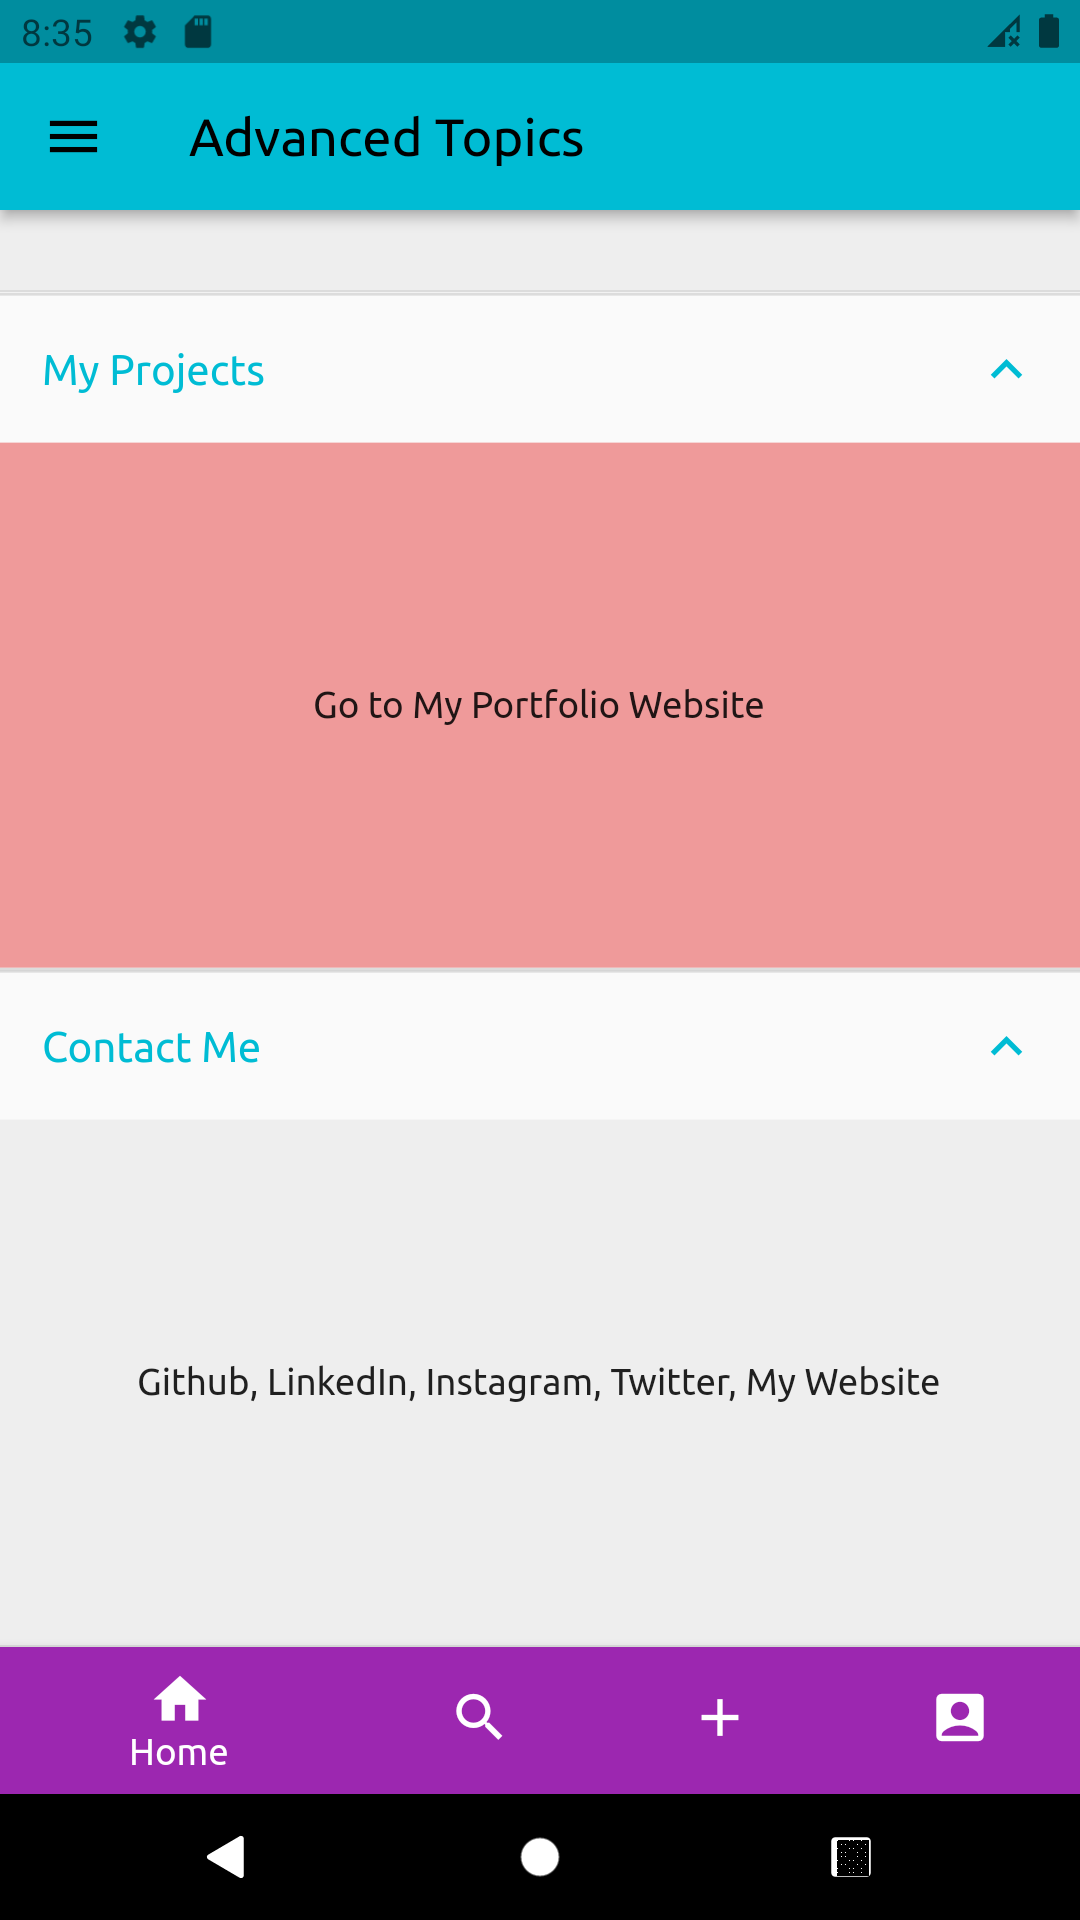 8:35
Advanced Topics
My Projects
Go to My Portfolio Website
Contact Me
Github, LinkedIn, Instagram, Twitter, My Website
Home